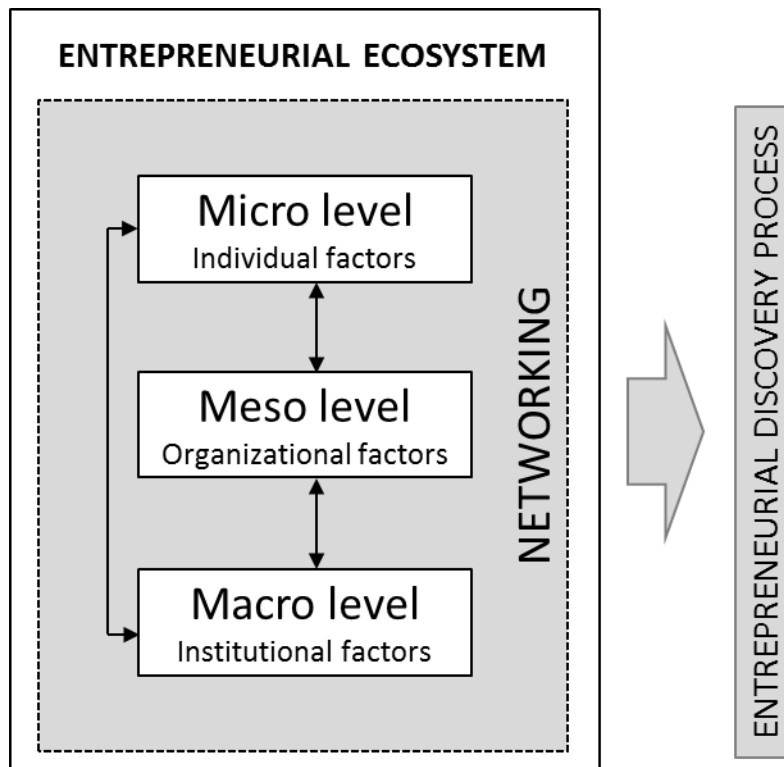 ENTREPRENEURIAL ECOSYSTEM
Micro level
Individual factors
Meso level
Organizational factors
Macro level
Institutional factors
NETWORKING
ENTREPRENEURIAL DISCOVERY PROCESS